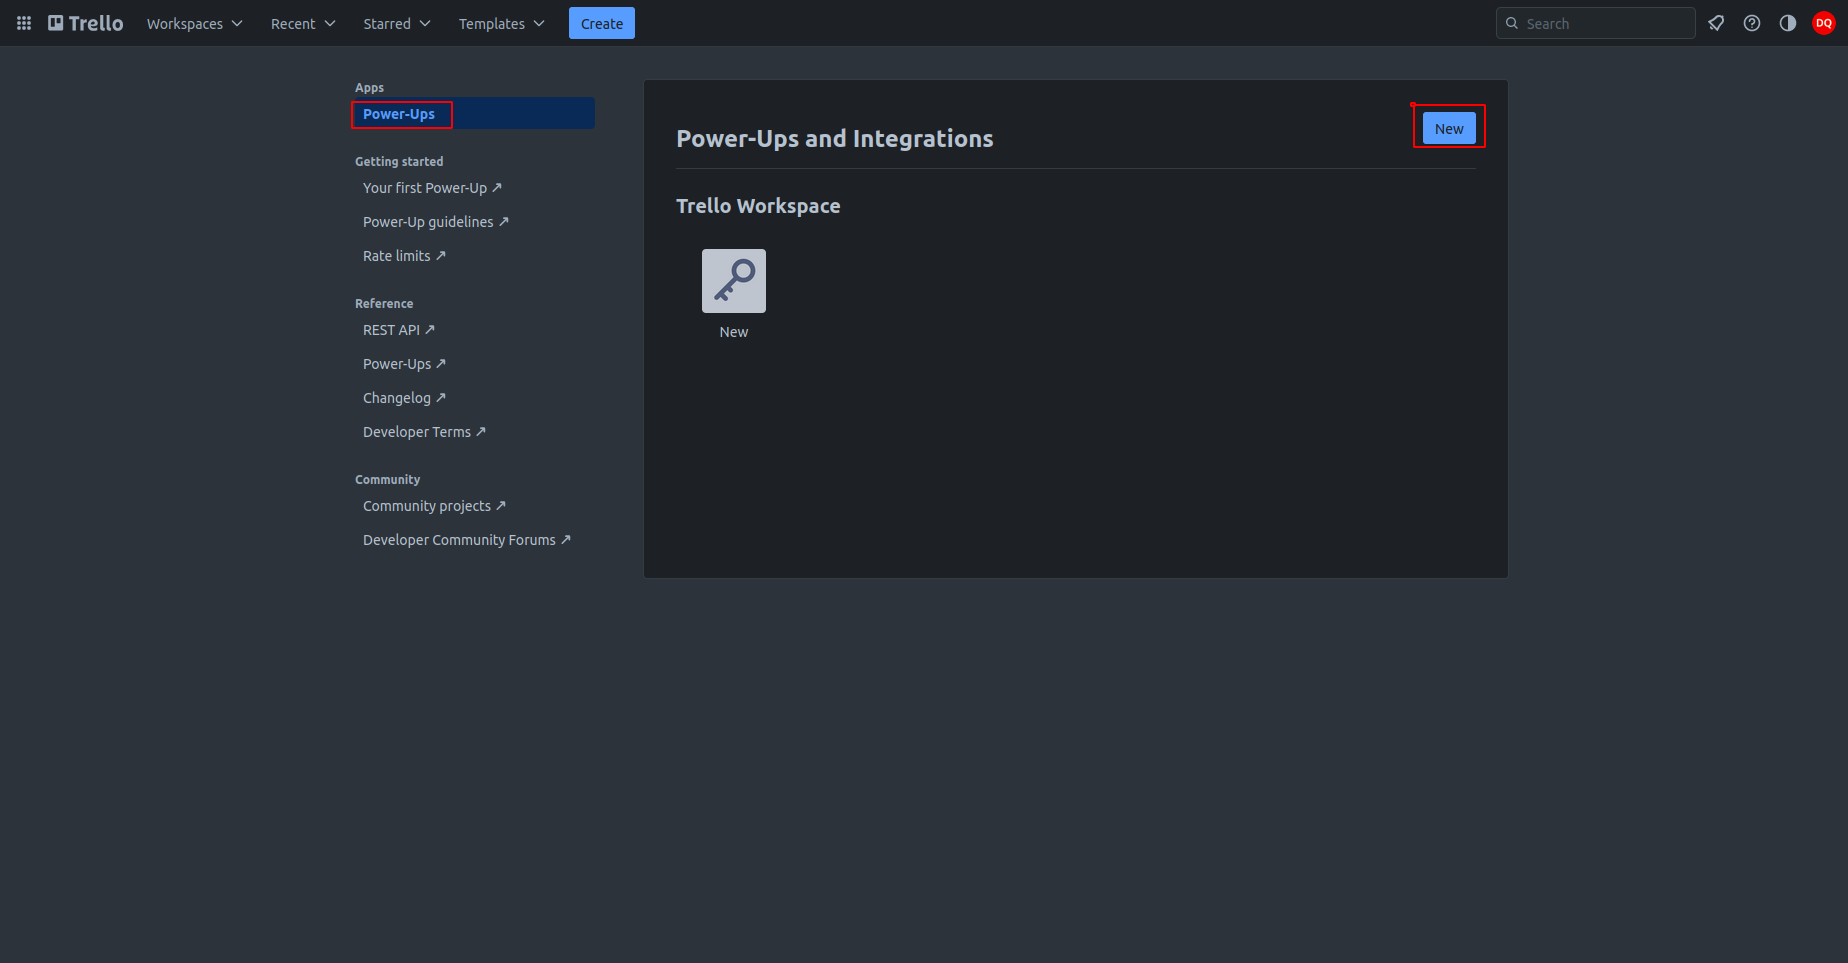 Trello Workspaces Recent Starred Templates Create Search DQ
Apps
Power-Ups
Getting started
Your first Power-Up ↗
Power-Up guidelines ↗
Rate limits ↗
Reference
REST API ↗
Power-Ups ↗
Changelog ↗
Developer Terms ↗
Community
Community projects ↗
Developer Community Forums ↗
Power-Ups and Integrations
New
Trello Workspace
New